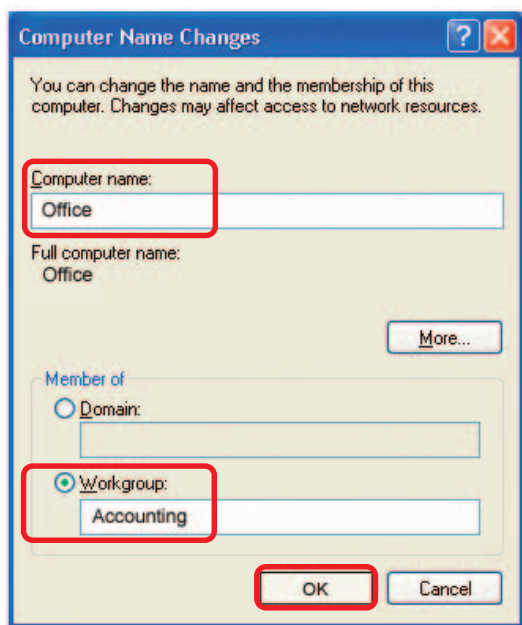 Computer Name Changes
?
You can change the name and the membership of this
computer. Changes may affect access to network resources.
Computer name:
Office
Full computer name:
Office
More...
Member of
Domain:
Workgroup:
Accounting
OK Cancel